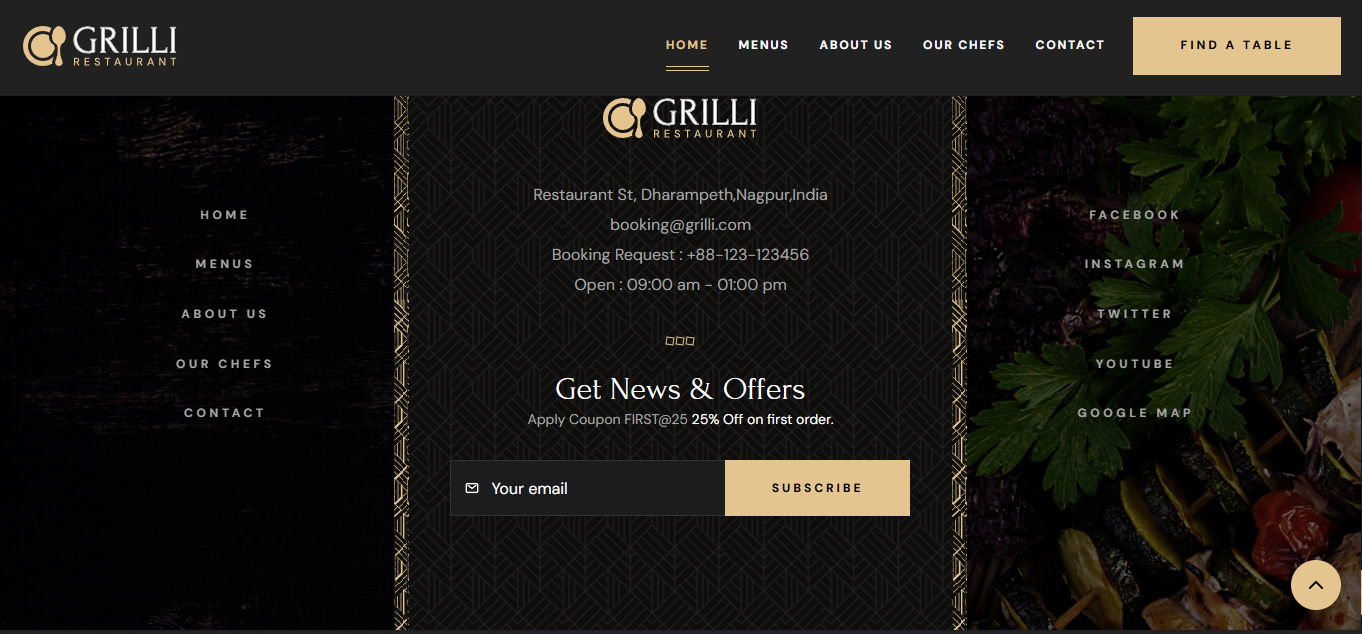 GRILLI
RESTAURANT
HOME MENUS ABOUT US OUR CHEFS CONTACT FIND A TABLE
GRILLI
RESTAURANT
HOME
MENUS
ABOUT US
OUR CHEFS
CONTACT
Restaurant St, Dharampeth,Nagpur,India
booking@grilli.com
Booking Request : +88-123-123456
Open : 09:00 am - 01:00 pm
Get News & Offers
Apply Coupon FIRST@25 25% Off on first order.
Your email SUBSCRIBE
FACEBOOK
INSTAGRAM
TWITTER
YOUTUBE
GOOGLE MAP